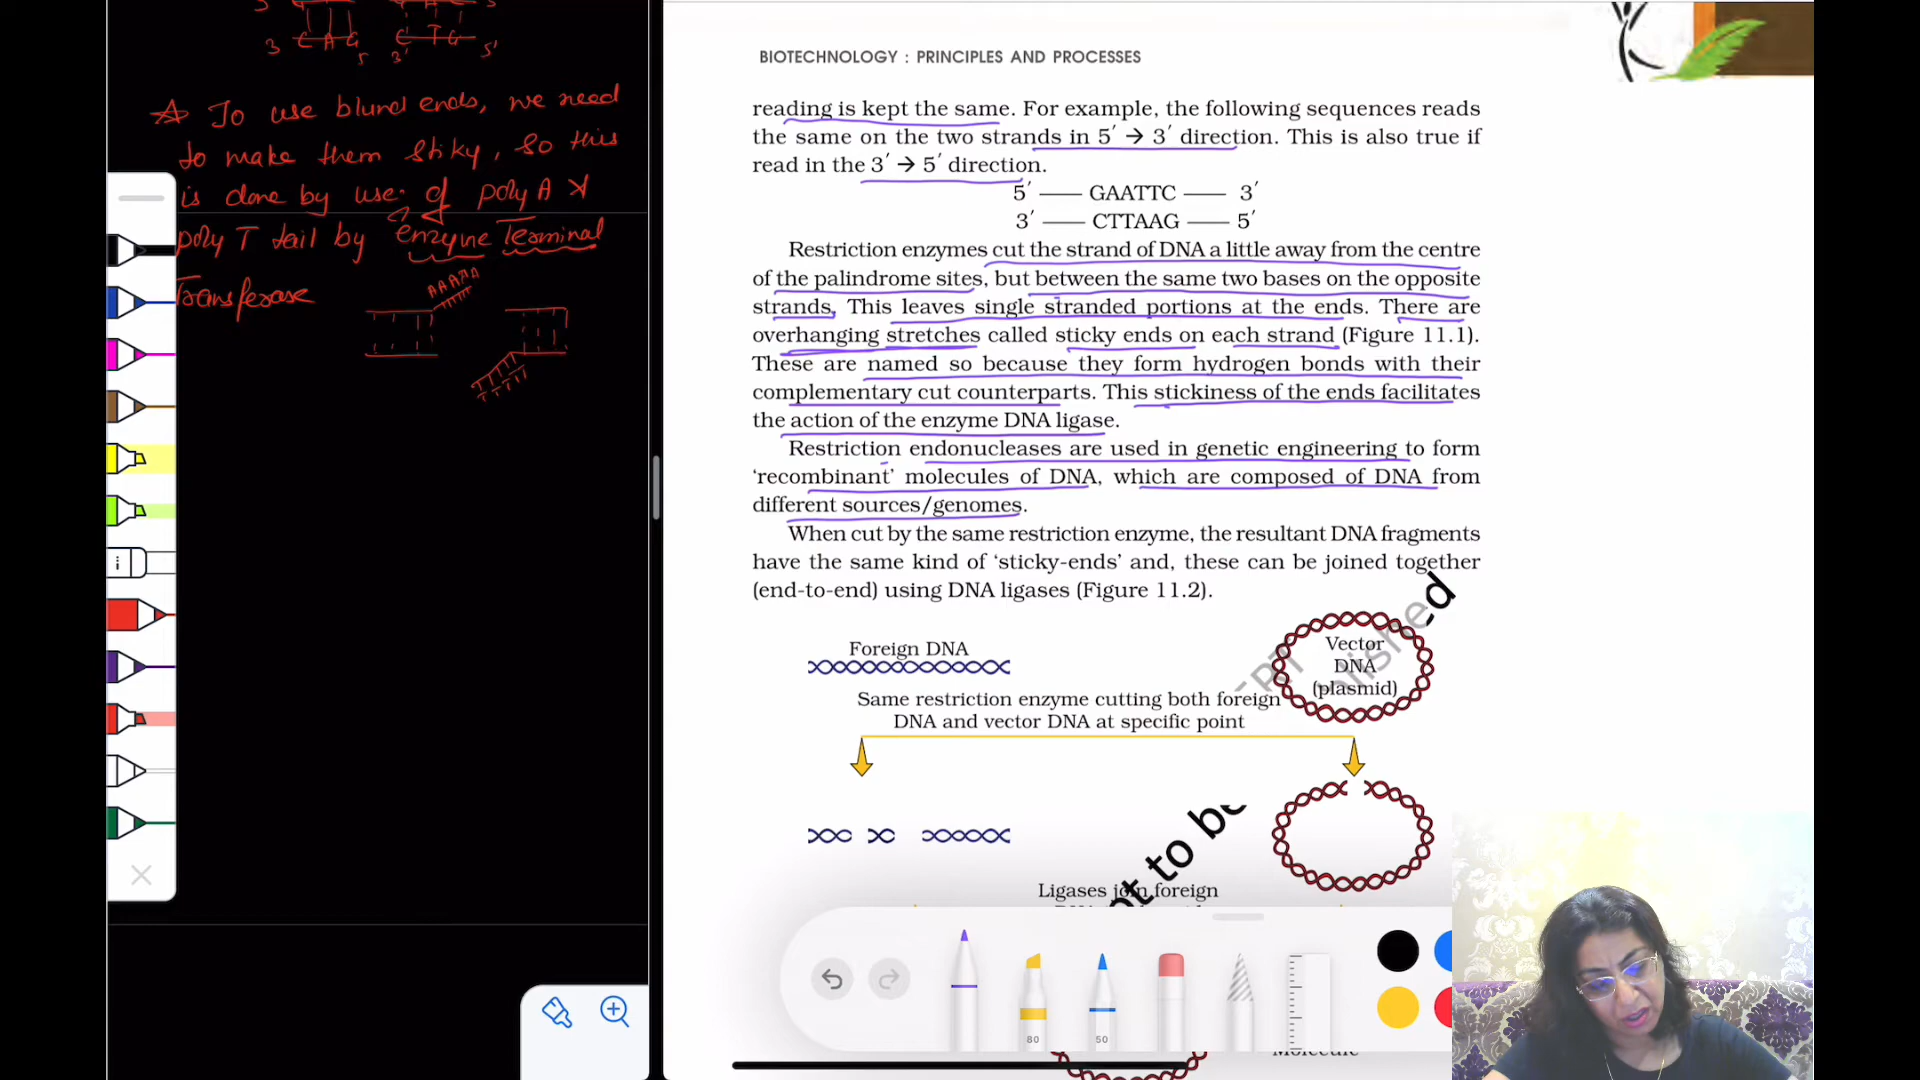 3 C A G 5
C T G
3' 5'
☆ To use blund ends, we need
to make them stiky, so this
is done by use of poly A &
poly T tail by enzyne Terminal
Transferase
AAAAA
TTTTT
BIOTECHNOLOGY : PRINCIPLES AND PROCESSES
reading is kept the same. For example, the following sequences reads
the same on the two strands in 5′ → 3′ direction. This is also true if
read in the 3′ → 5′ direction.
5′ —— GAATTC —— 3′
3′ —— CTTAAG —— 5′
Restriction enzymes cut the strand of DNA a little away from the centre
of the palindrome sites, but between the same two bases on the opposite
strands. This leaves single stranded portions at the ends. There are
overhanging stretches called sticky ends on each strand (Figure 11.1).
These are named so because they form hydrogen bonds with their
complementary cut counterparts. This stickiness of the ends facilitates
the action of the enzyme DNA ligase.
Restriction endonucleases are used in genetic engineering to form
‘recombinant’ molecules of DNA, which are composed of DNA from
different sources/genomes.
When cut by the same restriction enzyme, the resultant DNA fragments
have the same kind of ‘sticky-ends’ and, these can be joined together
(end-to-end) using DNA ligases (Figure 11.2).
Foreign DNA
Vector
DNA
(plasmid)
Same restriction enzyme cutting both foreign
DNA and vector DNA at specific point
Ligases join foreign
80
50